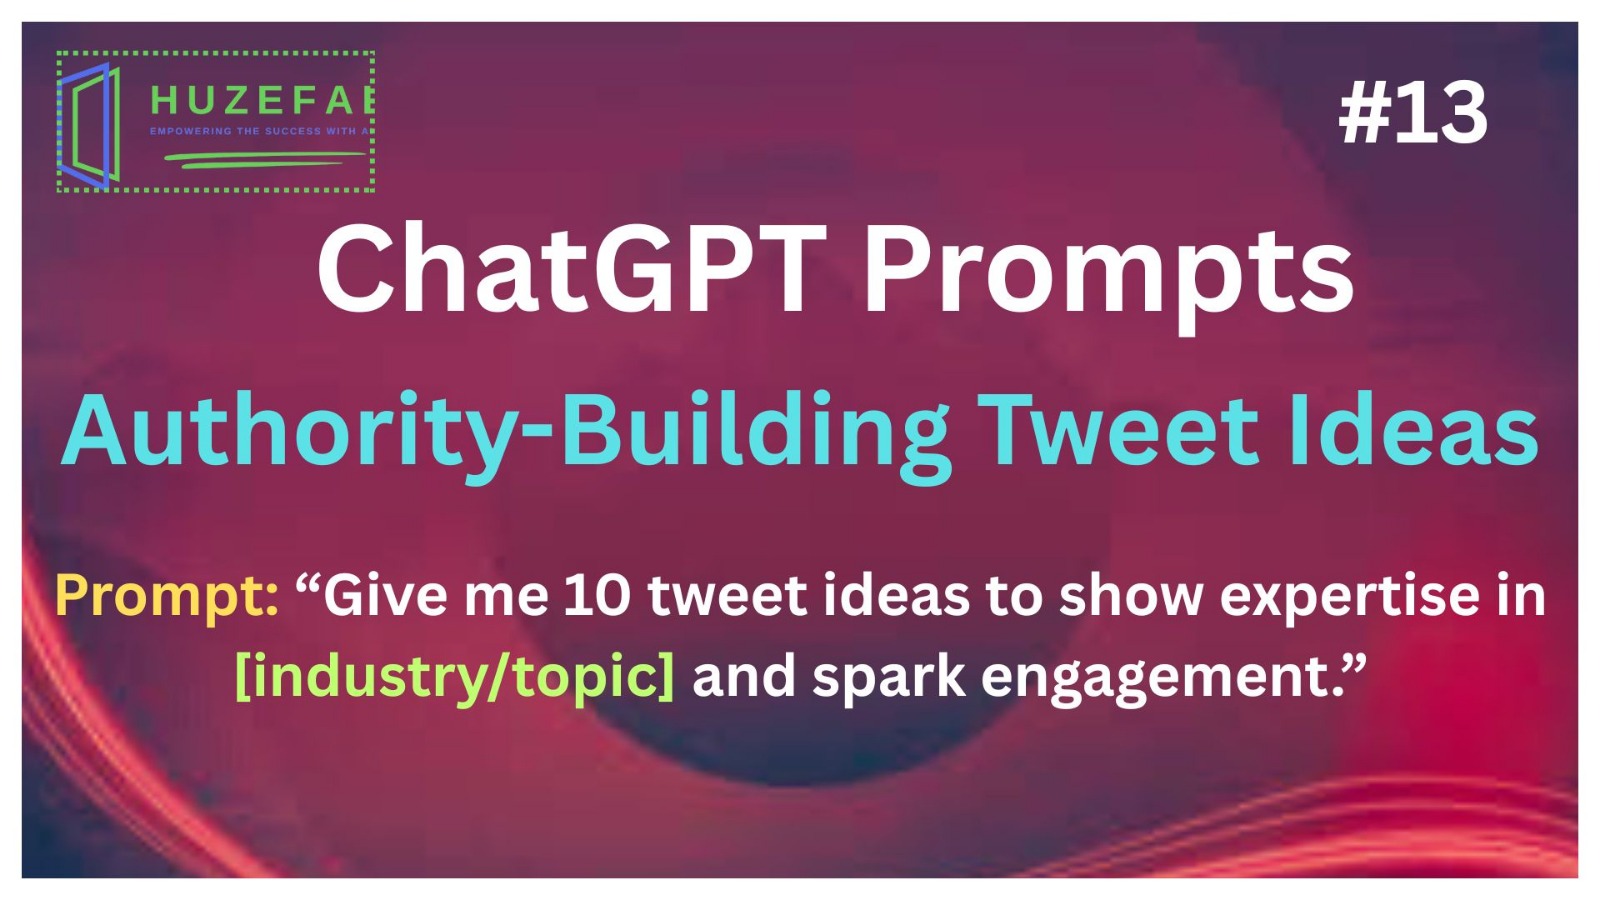 HUZEFA
EMPOWERING THE SUCCESS WITH
#13
ChatGPT Prompts
Authority-Building Tweet Ideas
Prompt: “Give me 10 tweet ideas to show expertise in
[industry/topic] and spark engagement.”